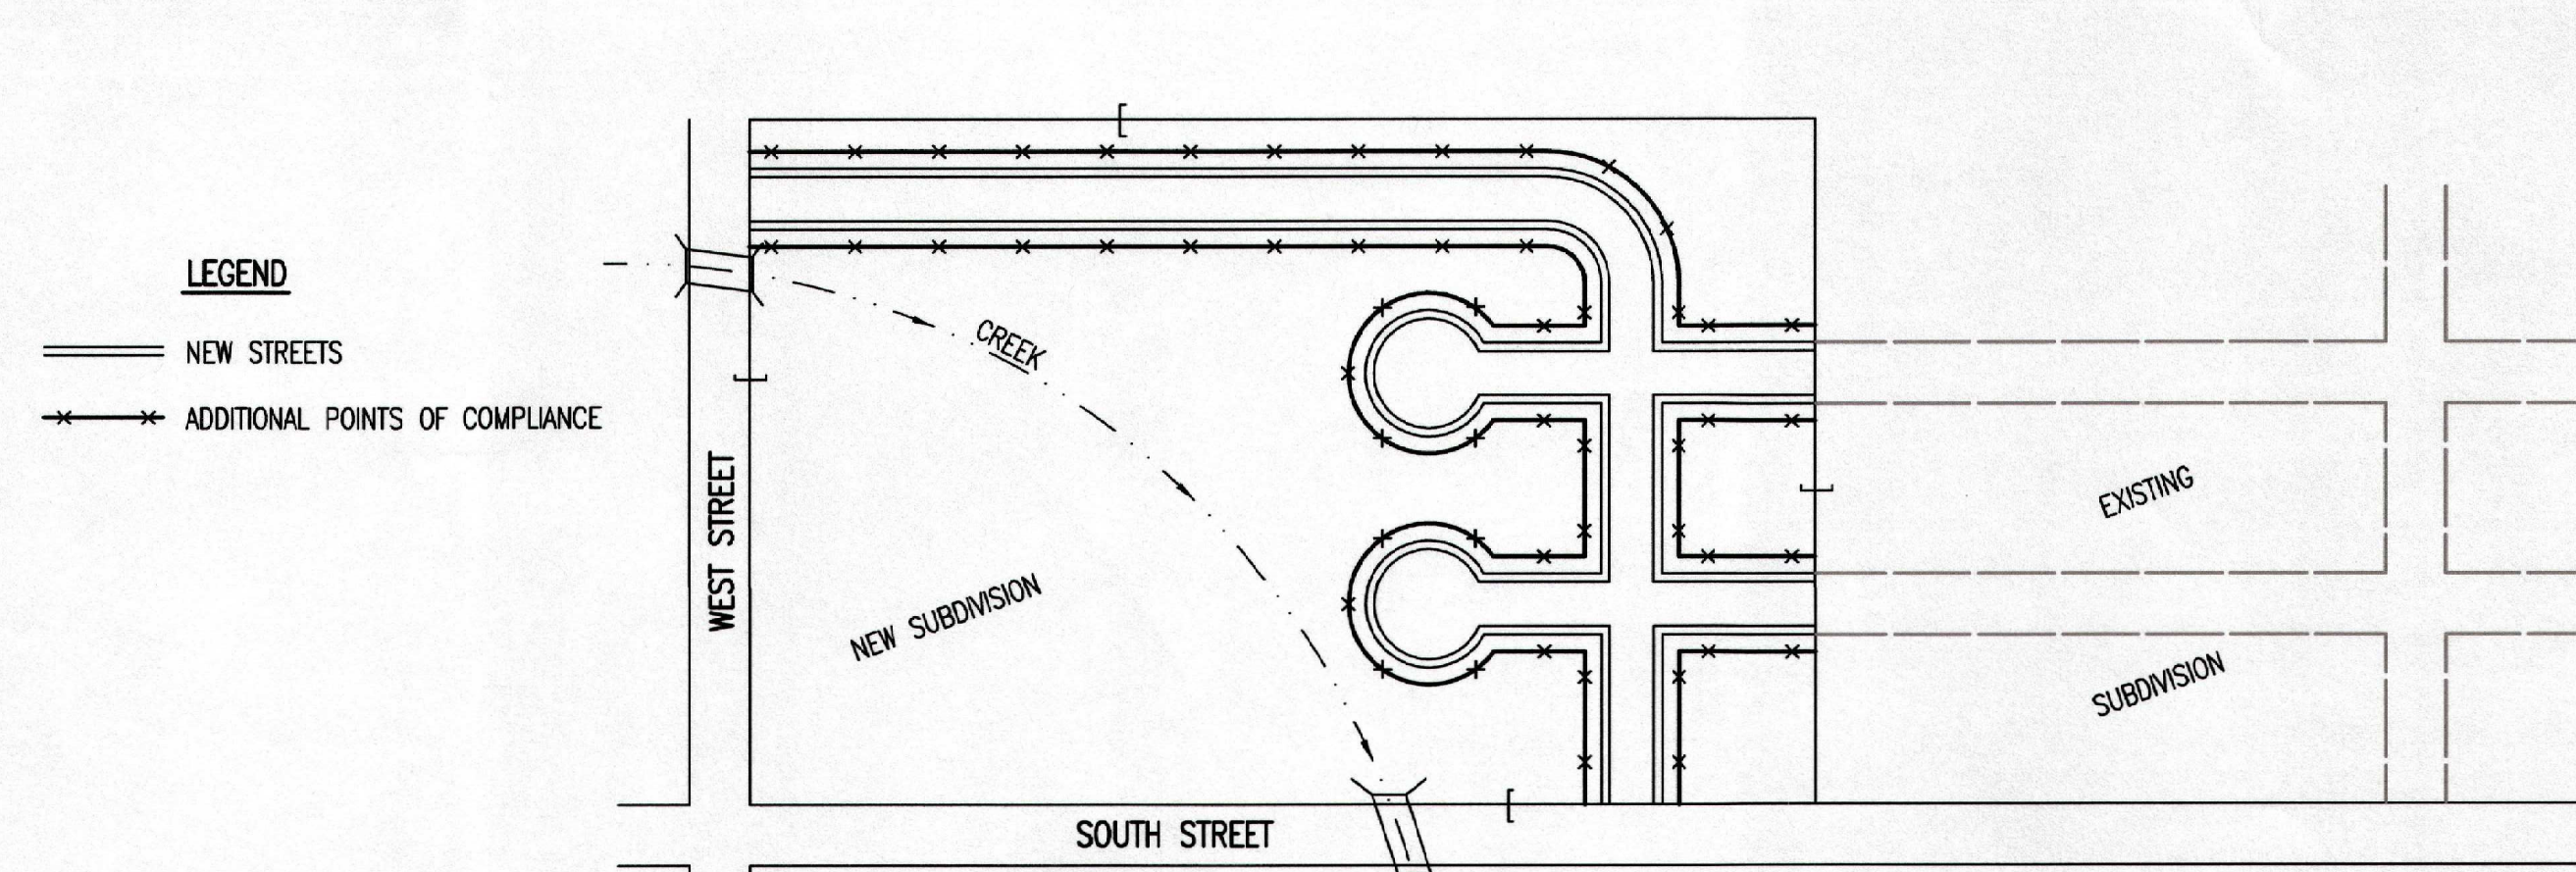 LEGEND
NEW STREETS
ADDITIONAL POINTS OF COMPLIANCE
WEST STREET
CREEK
NEW SUBDIVISION
EXISTING
SUBDIVISION
SOUTH STREET